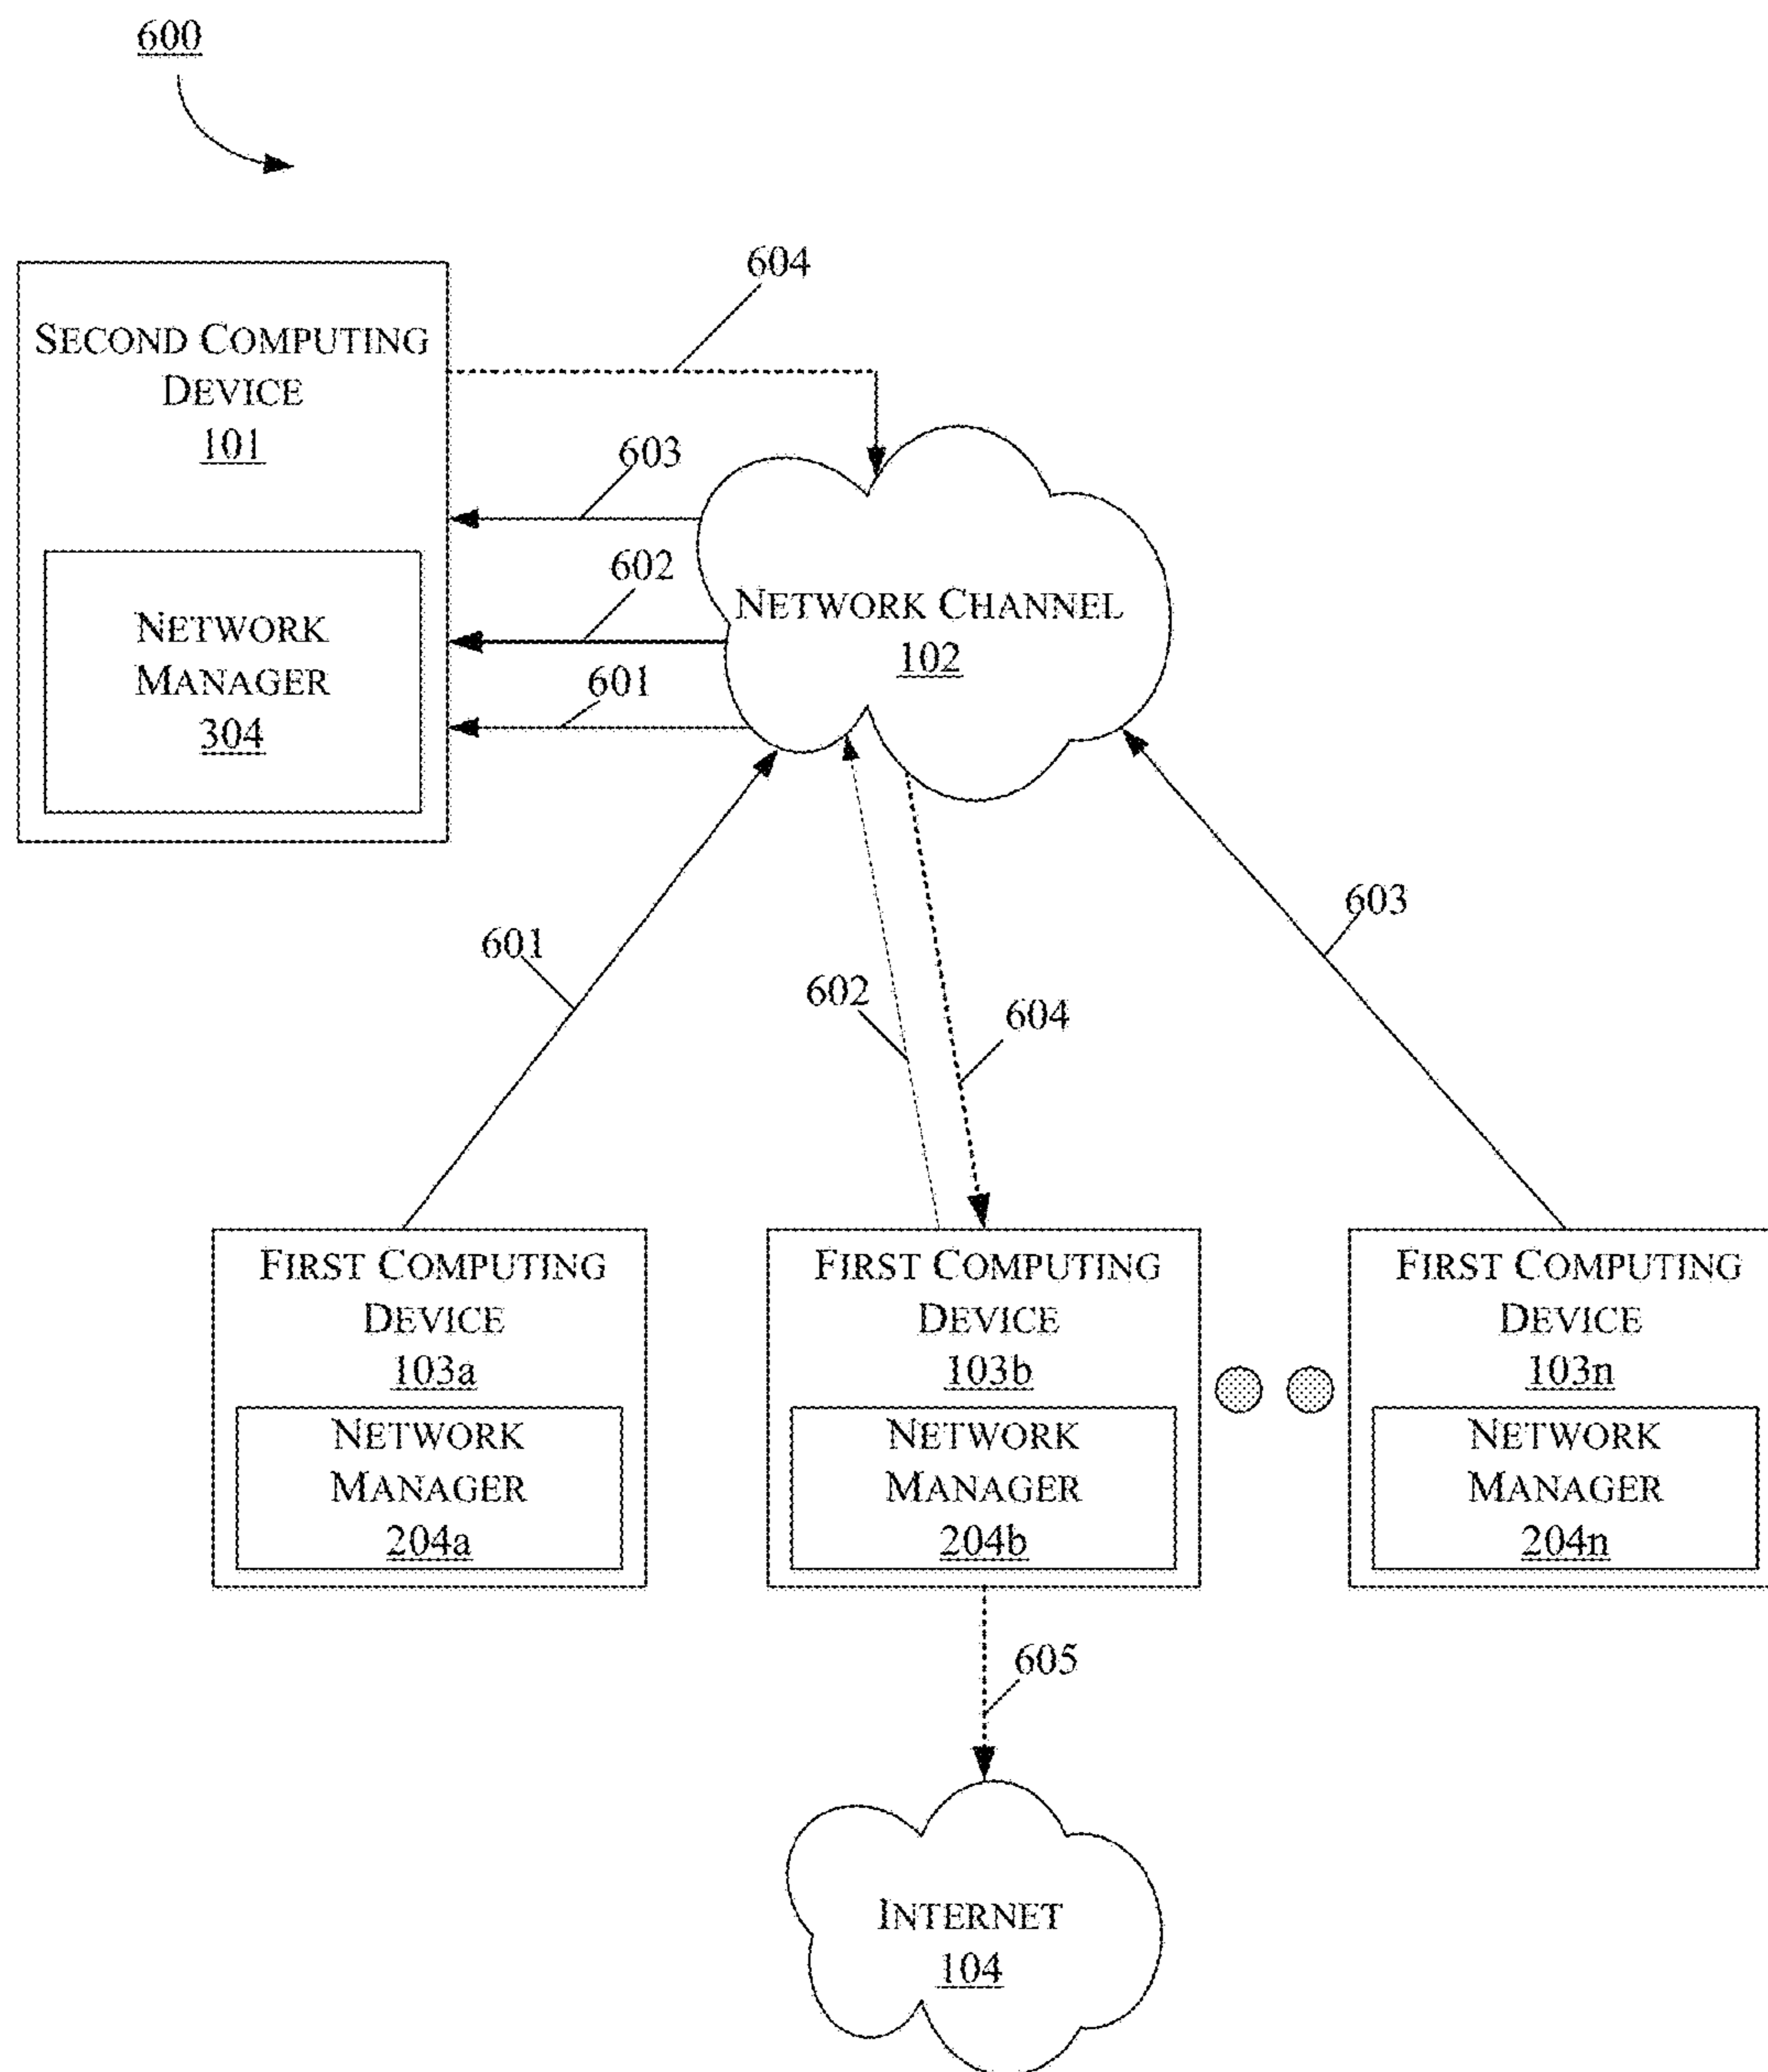 600
604
SECOND COMPUTING
DEVICE
101
603
602
NETWORK CHANNEL
102
NETWORK
MANAGER
304
601
601
603
602
604
FIRST COMPUTING
DEVICE
103a
NETWORK
MANAGER
204a
FIRST COMPUTING
DEVICE
103b
NETWORK
MANAGER
204b
FIRST COMPUTING
DEVICE
103n
NETWORK
MANAGER
204n
605
INTERNET
104